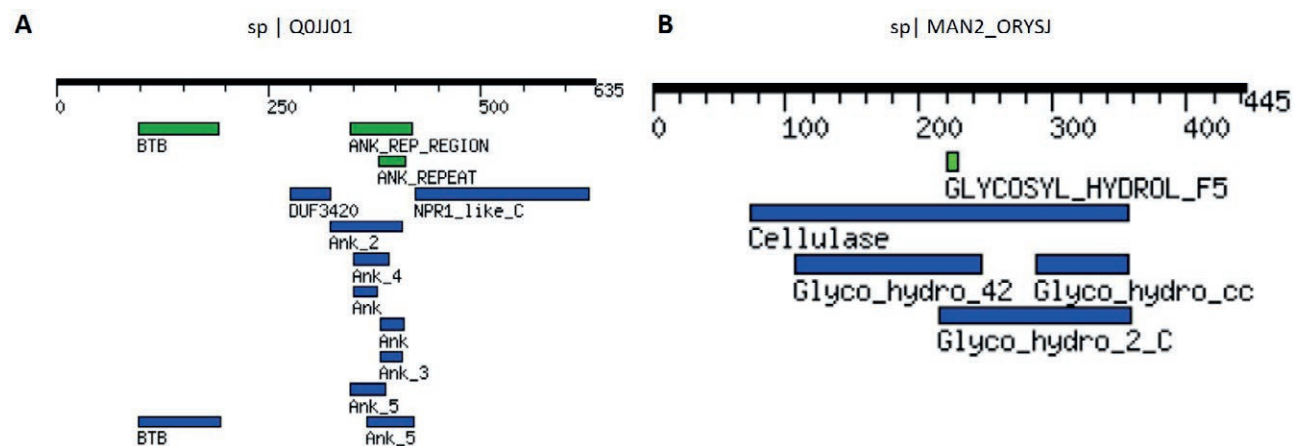 A
sp | Q0JJ01
0 250 500 635
BTB
ANK_REP_REGION
ANK_REPEAT
DUF3420
NPR1_like_C
Ank_2
Ank_4
Ank
Ank
Ank_3
Ank_5
BTB
Ank_5
B
sp| MAN2_ORYSJ
0 100 200 300 400 445
GLYCOSYL_HYDROL_F5
Cellulase
Glyco_hydro_42
Glyco_hydro_cc
Glyco_hydro_2_C